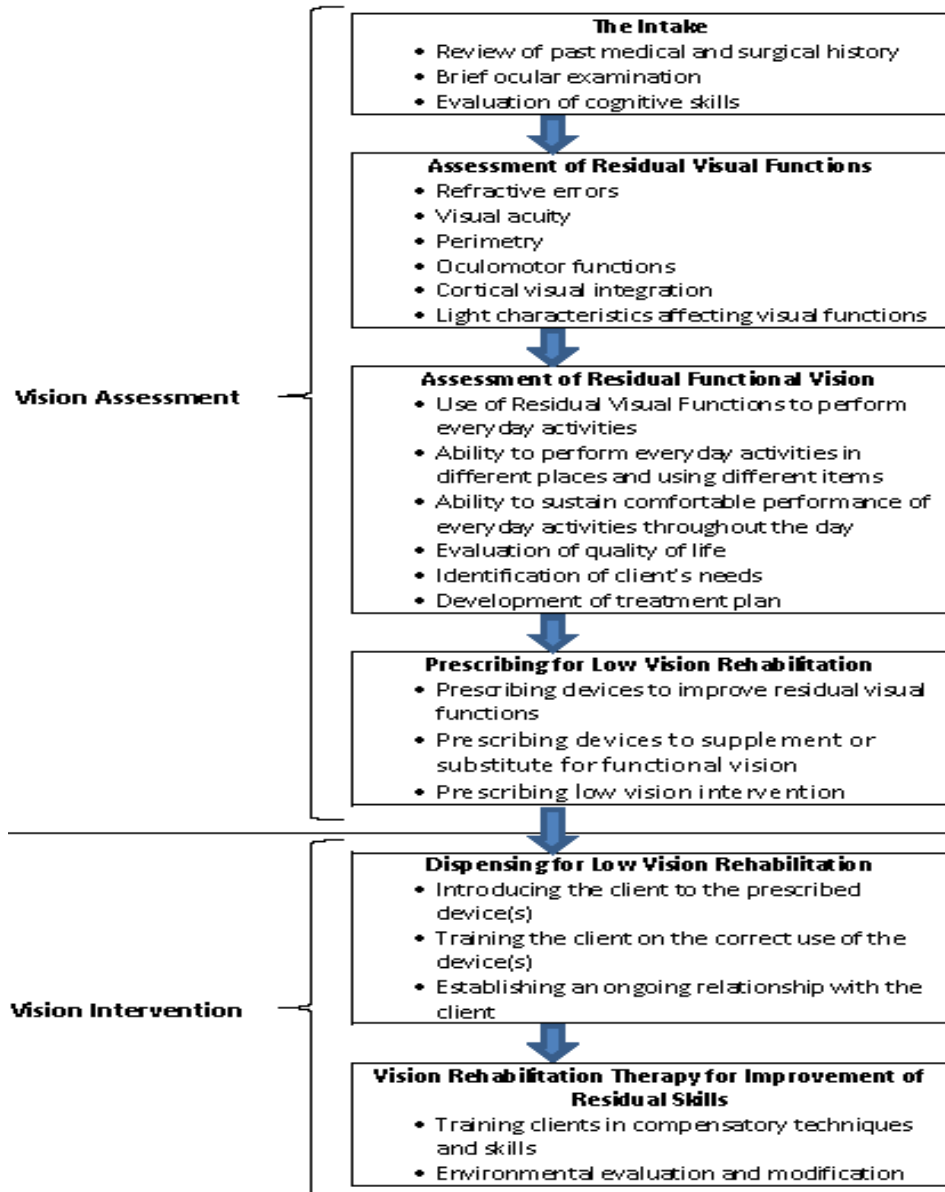 The Intake
• Review of past medical and surgical history
• Brief ocular examination
• Evaluation of cognitive skills
Assessment of Residual Visual Functions
• Refractive errors
• Visual acuity
• Perimetry
• Oculomotor functions
• Cortical visual integration
• Light characteristics affecting visual functions
Vision Assessment
Assessment of Residual Functional Vision
• Use of Residual Visual Functions to perform
everyday activities
• Ability to perform everyday activities in
different places and using different items
• Ability to sustain comfortable performance of
everyday activities throughout the day
• Evaluation of quality of life
• Identification of client's needs
• Development of treatment plan
Prescribing for Low Vision Rehabilitation
• Prescribing devices to improve residual visual
functions
• Prescribing devices to supplement or
substitute for functional vision
• Prescribing low vision intervention
Dispensing for Low Vision Rehabilitation
• Introducing the client to the prescribed
device(s)
• Training the client on the correct use of the
device(s)
• Establishing an ongoing relationship with the
client
Vision Intervention
Vision Rehabilitation Therapy for Improvement of
Residual Skills
• Training clients in compensatory techniques
and skills
• Environmental evaluation and modification